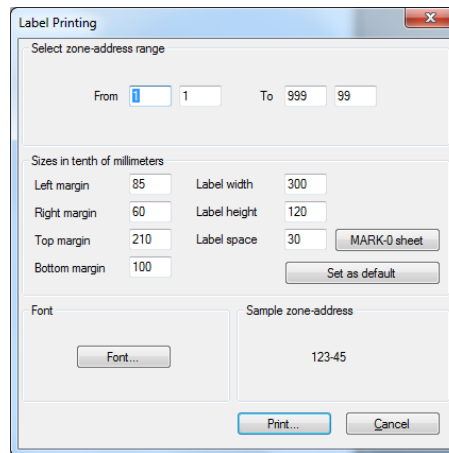 Label Printing
Select zone-address range
From 1 1 To 999 99
Sizes in tenth of millimeters
Left margin 85 Label width 300
Right margin 60 Label height 120
Top margin 210 Label space 30 MARK-0 sheet
Bottom margin 100 Set as default
Font
Font...
Sample zone-address
123-45
Print... Cancel